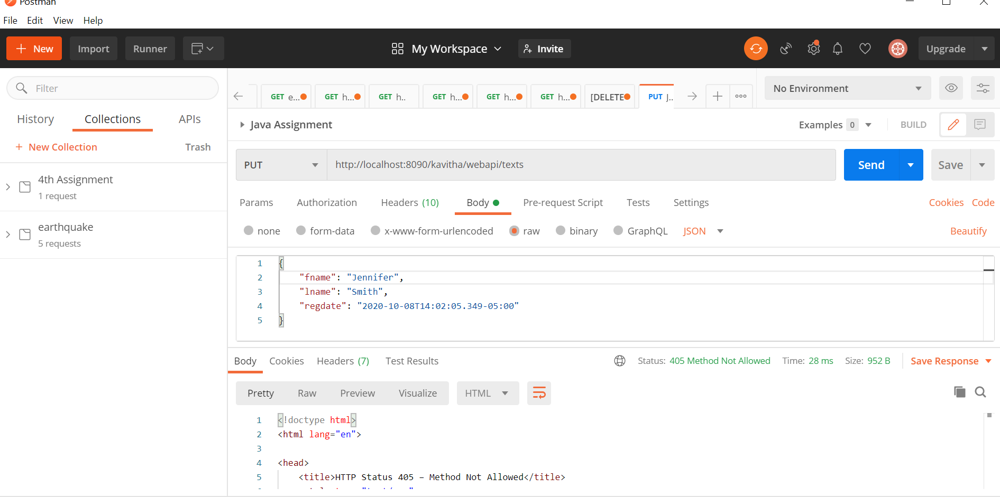 Postman
File Edit View Help
+ New Import Runner My Workspace Invite Upgrade
Filter
History Collections APIs
+ New Collection Trash
4th Assignment
1 request
earthquake
5 requests
GET e... GET h... GET h.. GET h... GET h... GET h... [DELETE PUT J.. + ooo No Environment
Java Assignment Examples 0 BUILD
PUT http://localhost:8090/kavitha/webapi/texts Send Save
Params Authorization Headers (10) Body Pre-request Script Tests Settings Cookies Code
none form-data x-www-form-urlencoded raw binary GraphQL JSON Beautify
1 {
2 "fname": "Jennifer",
3 "lname": "Smith",
4 "regdate": "2020-10-08T14:02:05.349-05:00"
5 }
Body Cookies Headers (7) Test Results Status: 405 Method Not Allowed Time: 28 ms Size: 952 B Save Response
Pretty Raw Preview Visualize HTML
1 <!doctype html>
2 <html lang="en">
3
4 <head>
5 <title>HTTP Status 405 – Method Not Allowed</title>